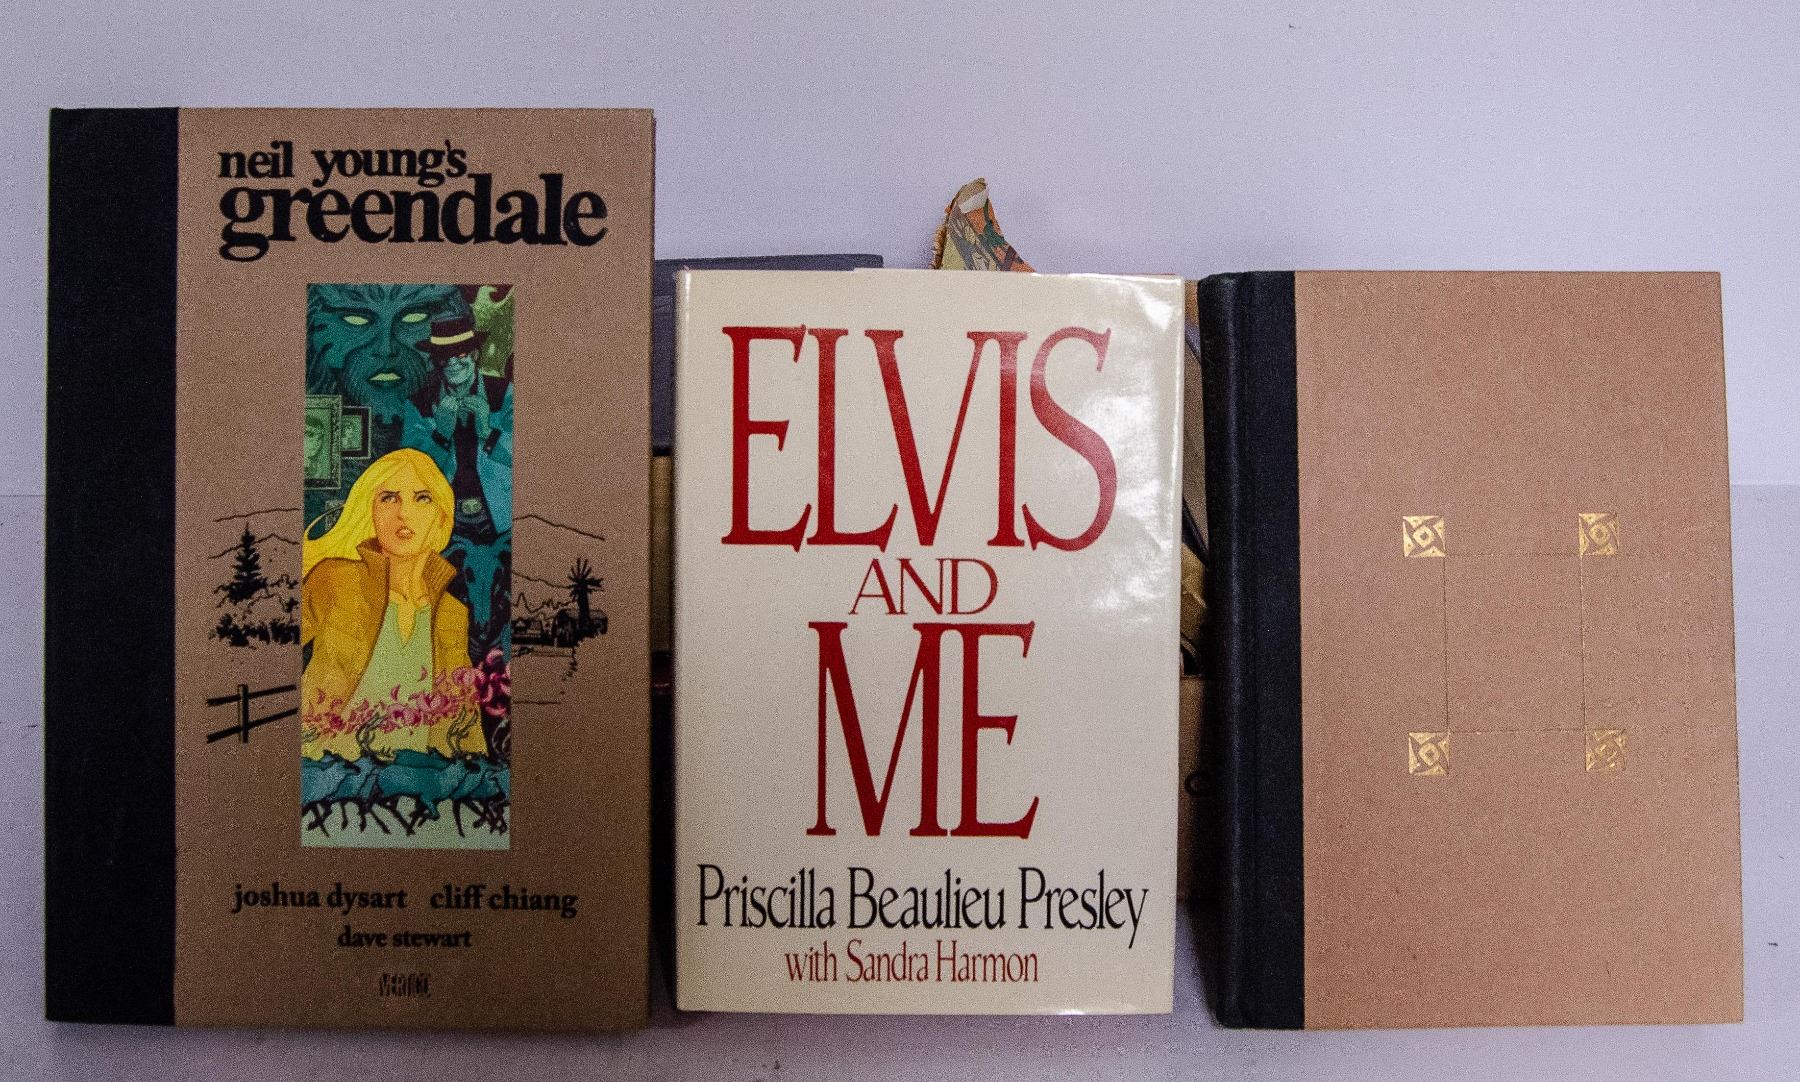 neil young's
greendale
joshua dysart cliff chiang
dave stewart
VERTIGO
ELVIS
AND
ME
Priscilla Beaulieu Presley
with Sandra Harmon